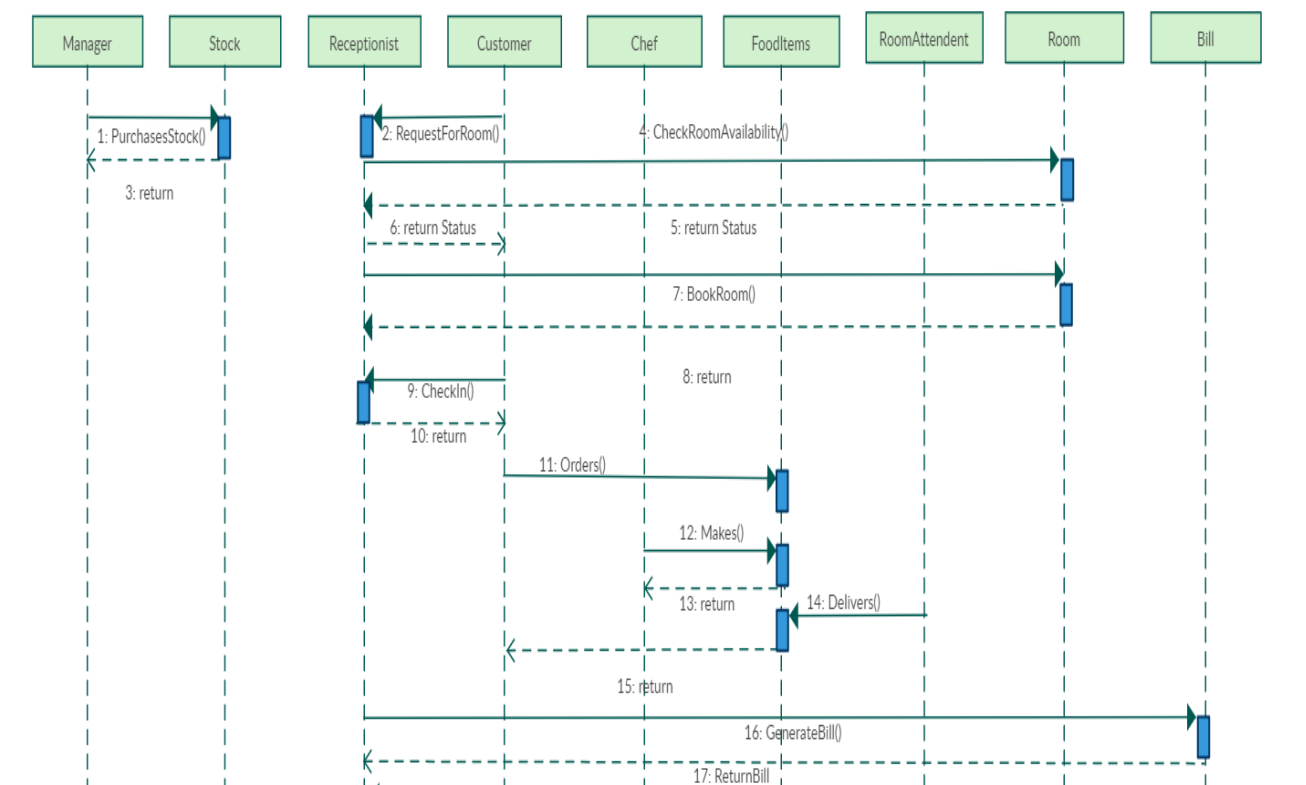 Manager
Stock
Receptionist
Customer
Chef
FoodItems
RoomAttendent
Room
Bill
1: PurchasesStock()
2: RequestForRoom()
4: CheckRoomAvailability()
3: return
6: return Status
5: return Status
7: BookRoom()
8: return
9: CheckIn()
10: return
11: Orders()
12: Makes()
13: return
14: Delivers()
15: return
16: GenerateBill()
17: ReturnBill